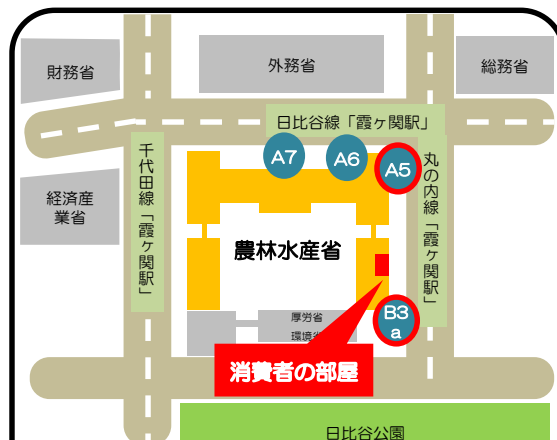 財務省
外務省
総務省
日比谷線「霞ヶ関駅」
A7
A6
A5
千代田線「霞ヶ関駅」
丸の内線「霞ヶ関駅」
経済産
業省
農林水産省
B3
a
厚労省
環境省
消費者の部屋
日比谷公園